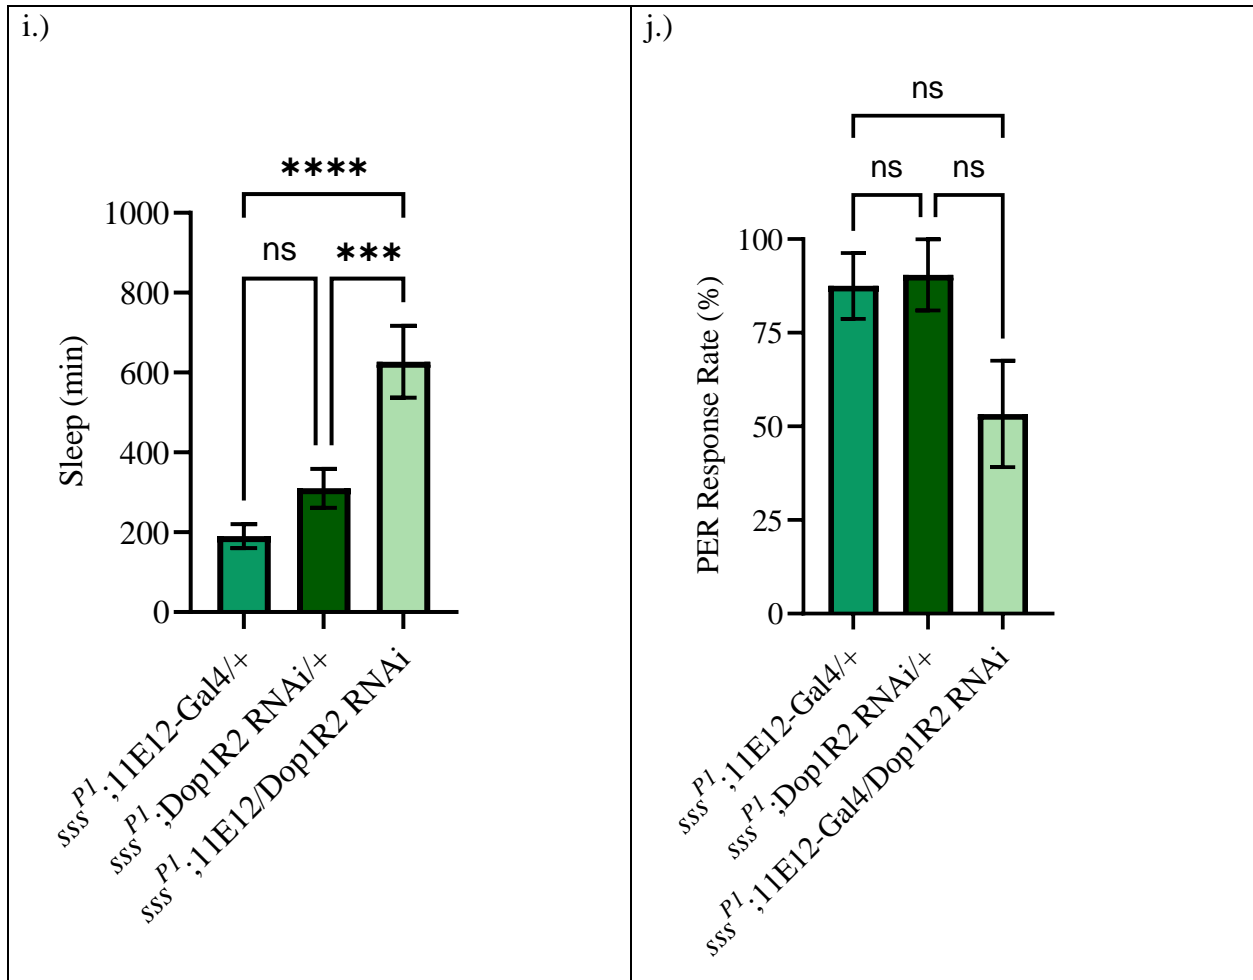 i.)
****
ns
***
1000
800
600
400
200
0
Sleep (min)
sss^P1;11E12-Gal4/+
sss^P1;Dop1R2 RNAi/+
sss^P1;11E12/Dop1R2 RNAi
j.)
ns
ns
ns
100
75
50
25
0
PER Response Rate (%)
sss^P1;11E12-Gal4/+
sss^P1;Dop1R2 RNAi/+
sss^P1;11E12-Gal4/Dop1R2 RNAi